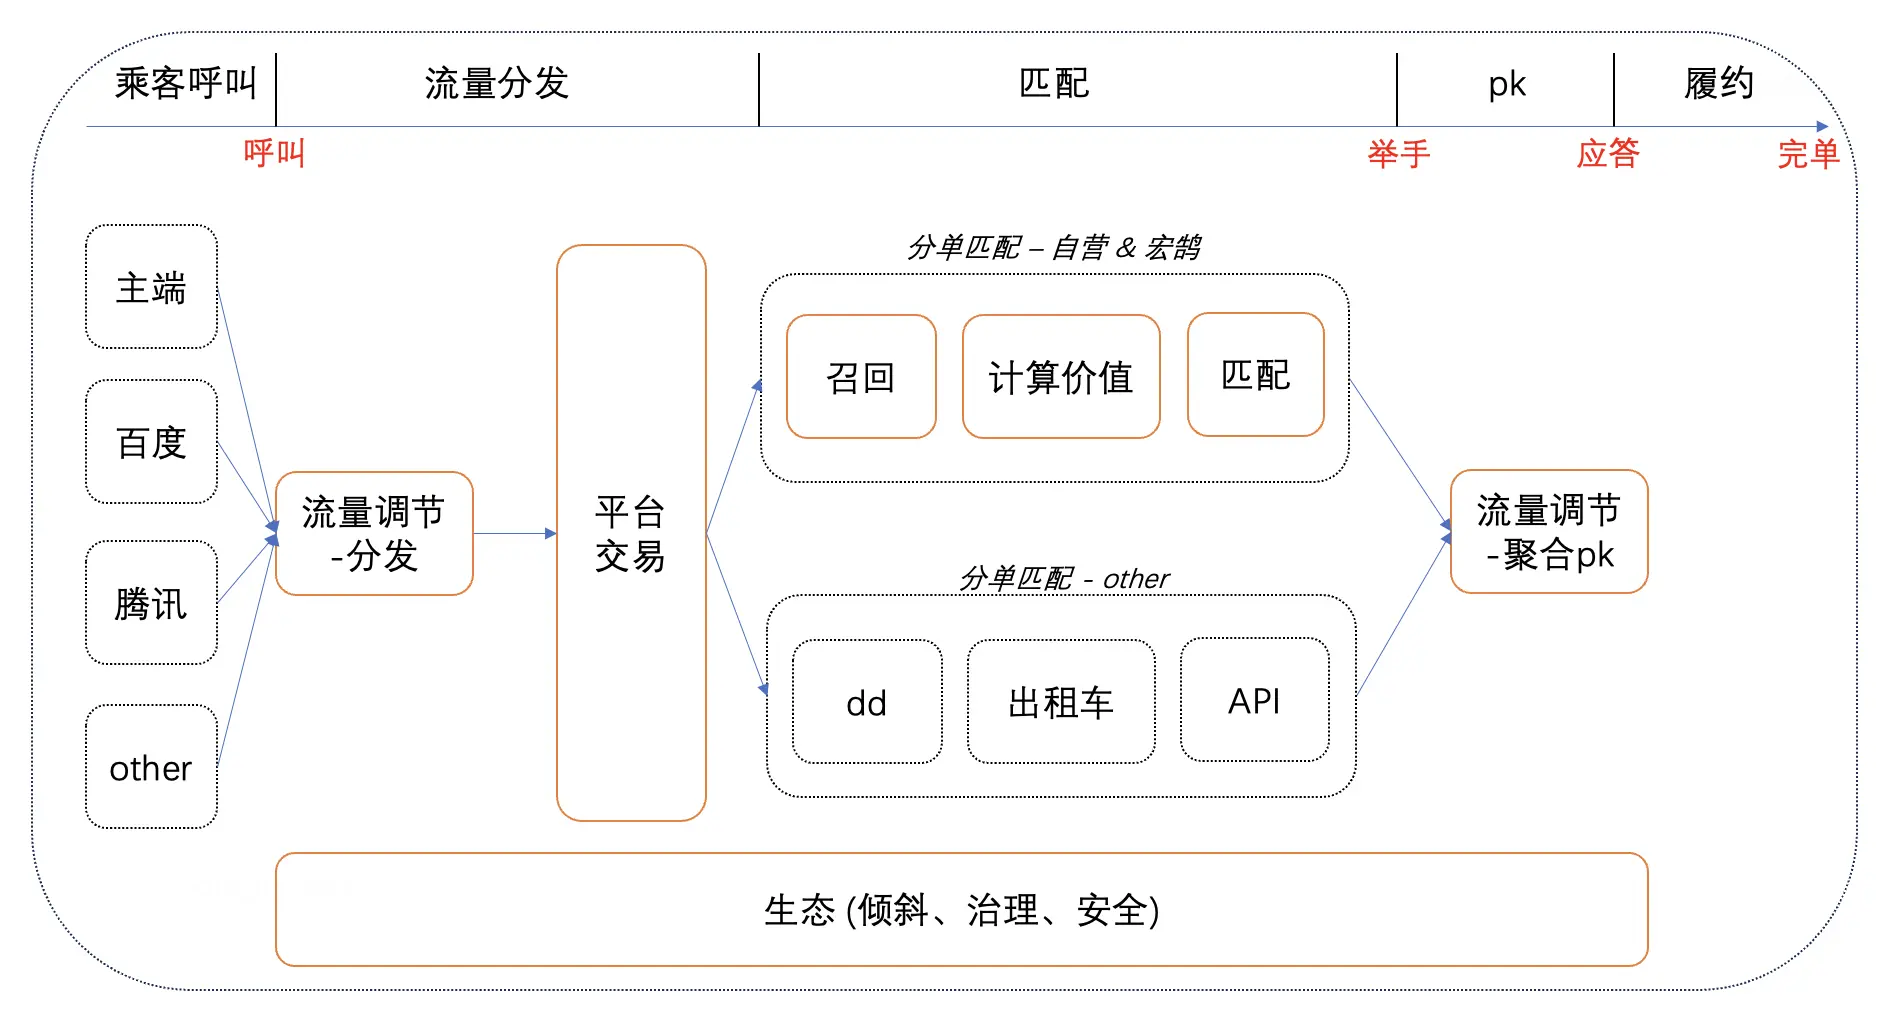 乘客呼叫
流量分发
匹配
pk
履约
呼叫
举手
应答
完单
主端
百度
腾讯
other
流量调节
-分发
平台
交易
分单匹配 – 自营 & 宏鹄
召回
计算价值
匹配
分单匹配 - other
dd
出租车
API
流量调节
-聚合pk
生态 (倾斜、治理、安全)